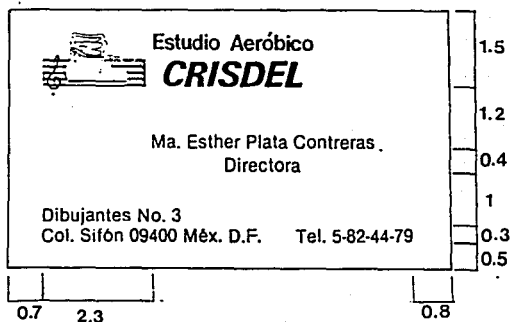 Estudio Aeróbico
CRISDEL
Ma. Esther Plata Contreras.
Directora
Dibujantes No. 3
Col. Sifón 09400 Méx. D.F. Tel. 5-82-44-79
1.5
1.2
0.4
1
0.3
0.5
0.7 2.3 0.8